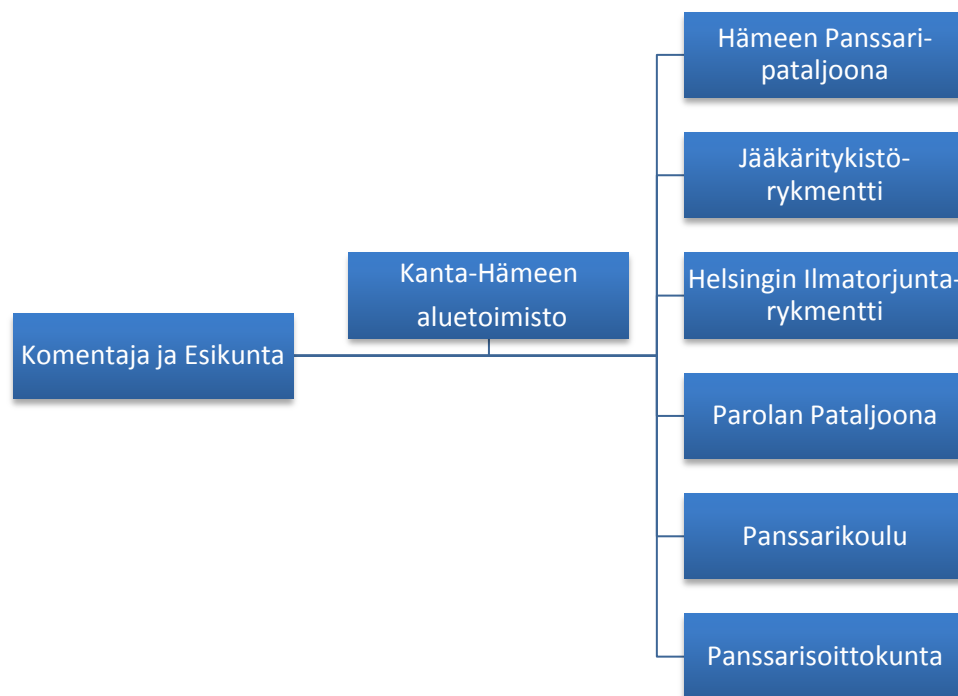 Komentaja ja Esikunta
Kanta-Hämeen
aluetoimisto
Hämeen Panssari-
pataljoona
Jääkäritykistö-
rykmentti
Helsingin Ilmatorjunta-
rykmentti
Parolan Pataljoona
Panssarikoulu
Panssarisoittokunta